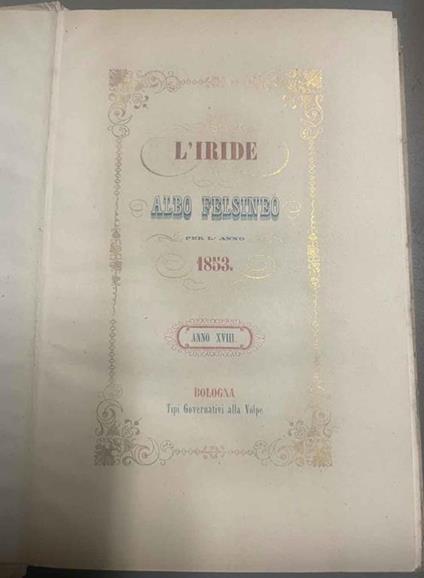 L'IRIDE
ALBO FELSINEO
PER L'ANNO
1853.
ANNO XVIII
BOLOGNA
Tipi Governativi alla Volpe